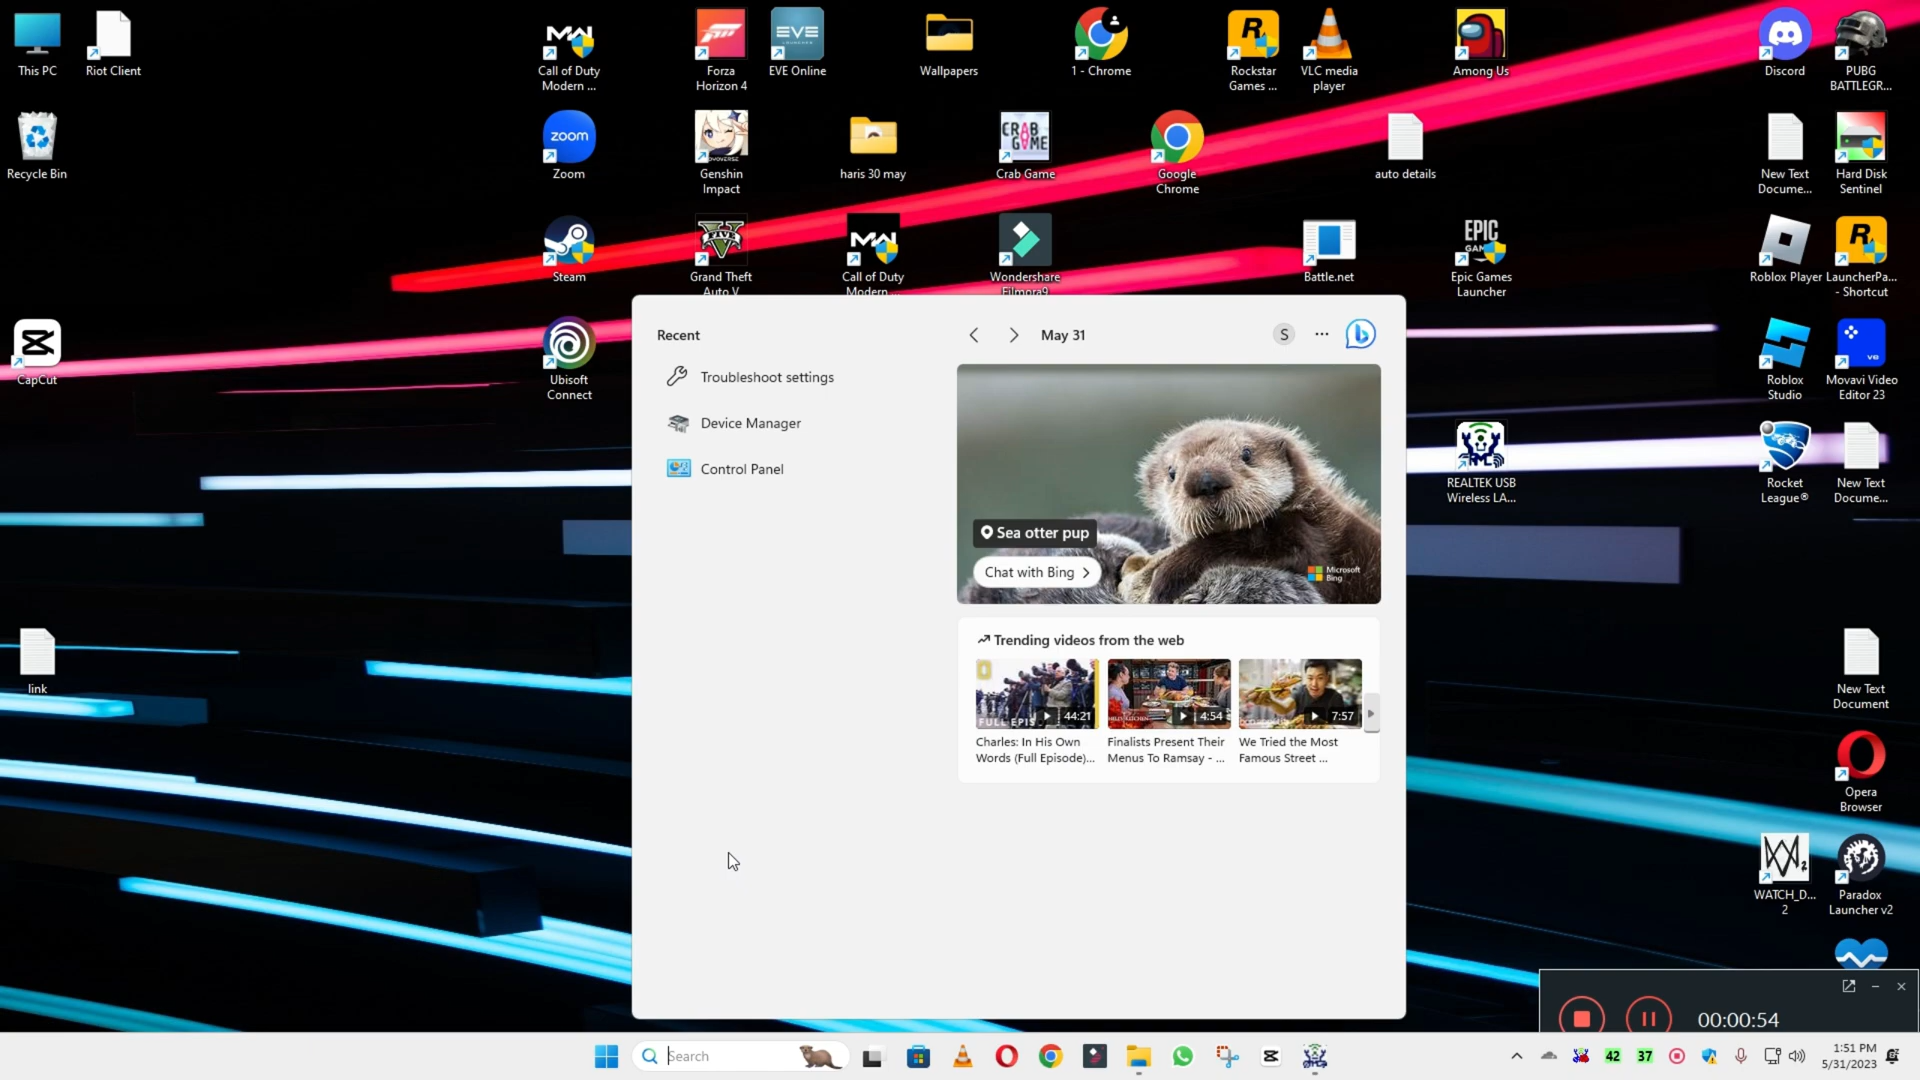 This PC
Riot Client
Call of Duty
Modern ...
Forza
Horizon 4
EVE Online
Wallpapers
1 - Chrome
Rockstar
Games ...
VLC media
player
Among Us
Discord
PUBG
BATTLEGR...
Recycle Bin
zoom
Zoom
Genshin
Impact
haris 30 may
CRAB
GAME
Crab Game
Google
Chrome
auto details
New Text
Docume...
Hard Disk
Sentinel
Steam
Grand Theft
Auto V
Call of Duty
Modern ...
Wondershare
Filmora9
Battle.net
Epic Games
Launcher
Roblox Player
LauncherPa...
- Shortcut
CapCut
Ubisoft
Connect
Roblox
Studio
Movavi Video
Editor 23
REALTEK USB
Wireless LA...
Rocket
League®
New Text
Docume...
link
New Text
Document
Opera
Browser
WATCH_D...
2
Paradox
Launcher v2
Recent
Troubleshoot settings
Device Manager
Control Panel
May 31
S
Sea otter pup
Chat with Bing
Microsoft
Bing
Trending videos from the web
FULL EPIS
44:21
4:54
7:57
Charles: In His Own
Words (Full Episode)...
Finalists Present Their
Menus To Ramsay - ...
We Tried the Most
Famous Street ...
00:00:54
Search
42
37
1:51 PM
5/31/2023